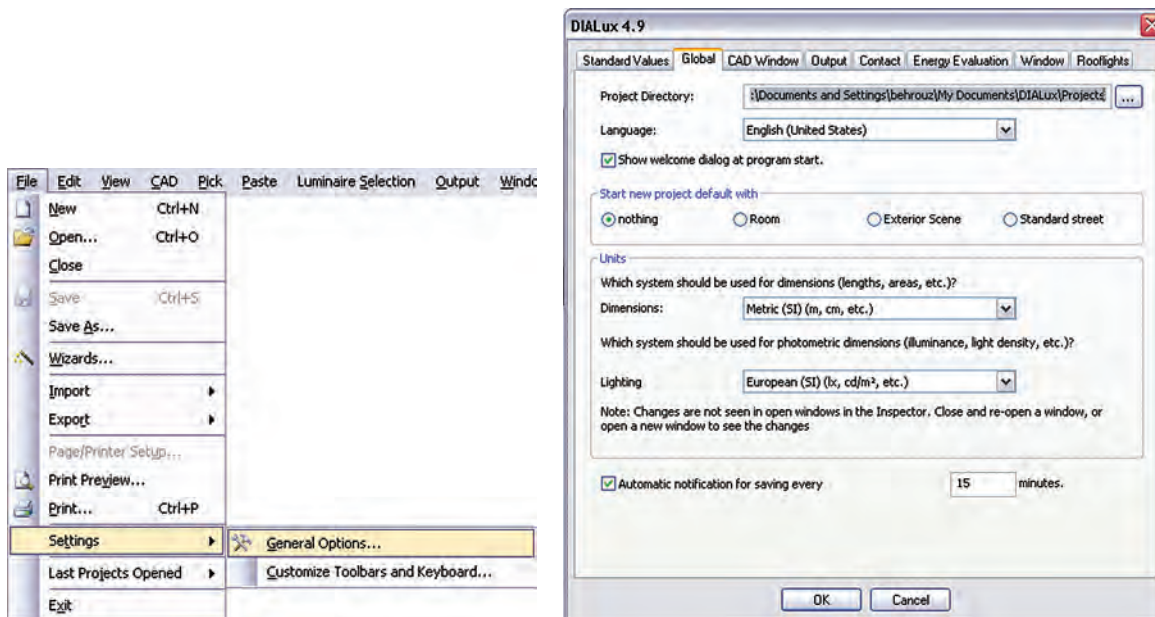 File Edit View CAD Pick Paste Luminaire Selection Output
New Ctrl+N
Open... Ctrl+O
Close
Save Ctrl+S
Save As...
Wizards...
Import
Export
Page/Printer Setup...
Print Preview...
Print... Ctrl+P
Settings
General Options...
Last Projects Opened
Customize Toolbars and Keyboard...
Exit
DIALux 4.9
Standard Values Global CAD Window Output Contact Energy Evaluation Window Rooflights
Project Directory: :\Documents and Settings\behrouz\My Documents\DIALux\Projects ...
Language: English (United States)
Show welcome dialog at program start.
Start new project default with
nothing Room Exterior Scene Standard street
Units
Which system should be used for dimensions (lengths, areas, etc.)?
Dimensions: Metric (SI) (m, cm, etc.)
Which system should be used for photometric dimensions (illuminance, light density, etc.)?
Lighting European (SI) (lx, cd/m², etc.)
Note: Changes are not seen in open windows in the Inspector. Close and re-open a window, or
open a new window to see the changes
Automatic notification for saving every 15 minutes.
OK Cancel